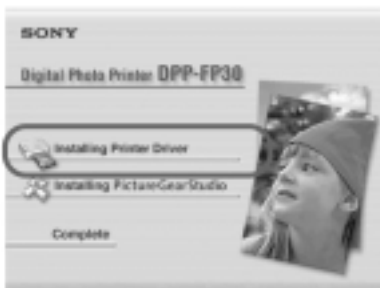 SONY
Digital Photo Printer DPP-FP30
Installing Printer Driver
Installing PictureGearStudio
Complete